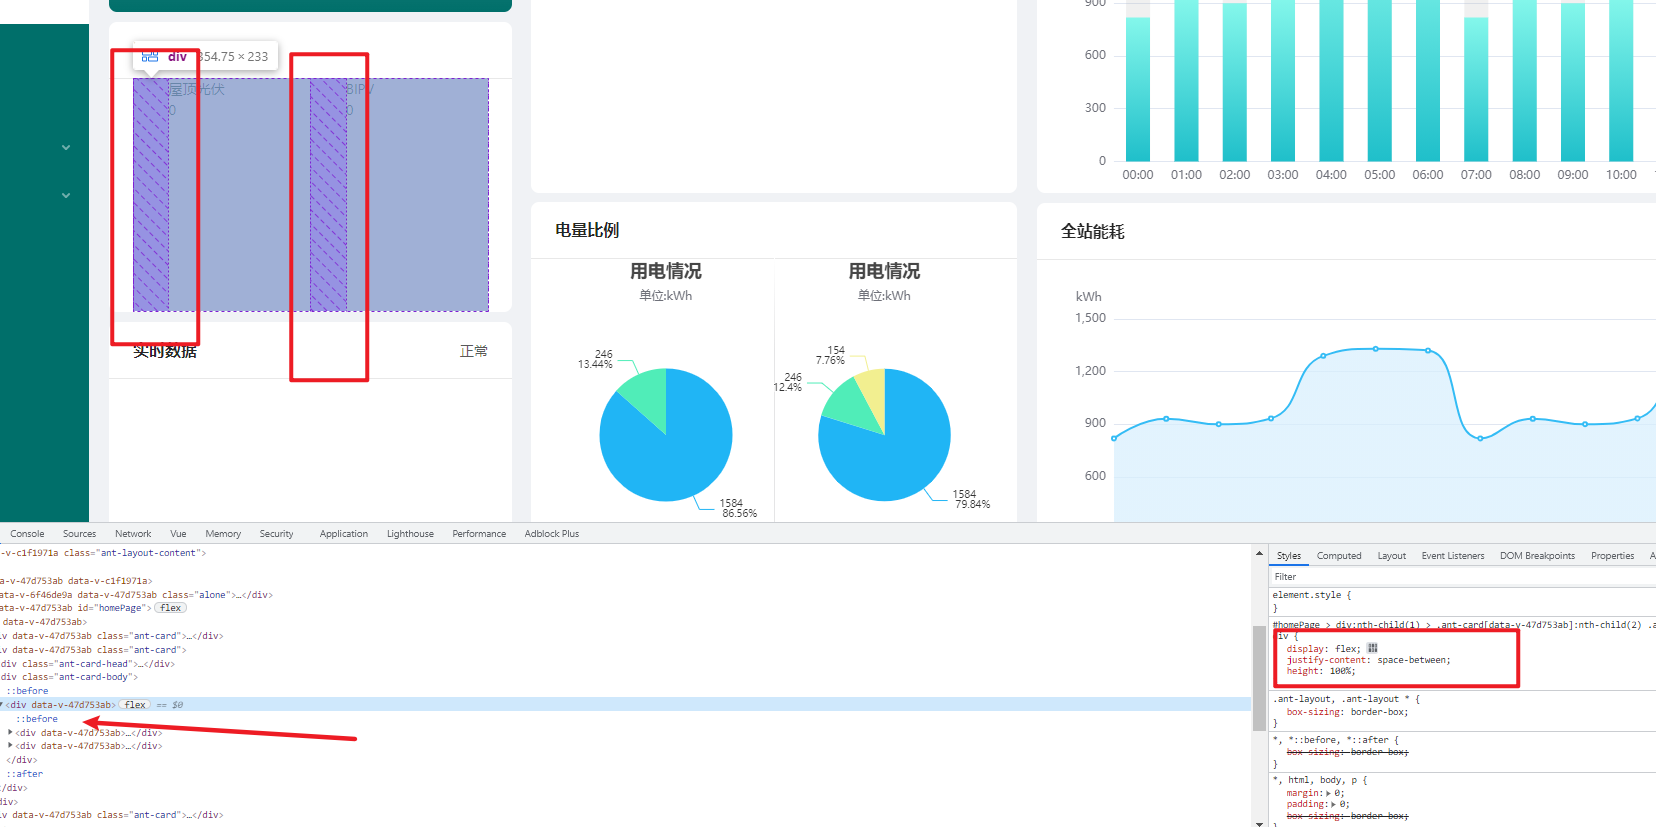 div 354.75 × 233
屋顶光伏
0
BIPV
0
实时数据
正常
电量比例
用电情况
单位:kWh
246
13.44%
1584
86.56%
用电情况
单位:kWh
154
7.76%
246
12.4%
1584
79.84%
900
600
300
0
00:00 01:00 02:00 03:00 04:00 05:00 06:00 07:00 08:00 09:00 10:00
全站能耗
kWh
1,500
1,200
900
600
Console Sources Network Vue Memory Security Application Lighthouse Performance Adblock Plus
-v-c1f1971a class="ant-layout-content">
a-v-47d753ab data-v-c1f1971a>
data-v-6f46de9a data-v-47d753ab class="alone">…</div>
ata-v-47d753ab id="homePage"> flex
data-v-47d753ab>
iv data-v-47d753ab class="ant-card">…</div>
iv data-v-47d753ab class="ant-card">
div class="ant-card-head">…</div>
div class="ant-card-body">
::before
<div data-v-47d753ab> flex == $0
::before
<div data-v-47d753ab>…</div>
<div data-v-47d753ab>…</div>
</div>
::after
</div>
div>
iv data-v-47d753ab class="ant-card">…</div>
Styles Computed Layout Event Listeners DOM Breakpoints Properties A
Filter
element.style {
}
#homePage > div:nth-child(1) > .ant-card[data-v-47d753ab]:nth-child(2) .a
div {
display: flex;
justify-content: space-between;
height: 100%;
.ant-layout, .ant-layout * {
box-sizing: border-box;
}
*, *::before, *::after {
box-sizing: border-box;
}
*, html, body, p {
margin: 0;
padding: 0;
box-sizing: border-box;
}